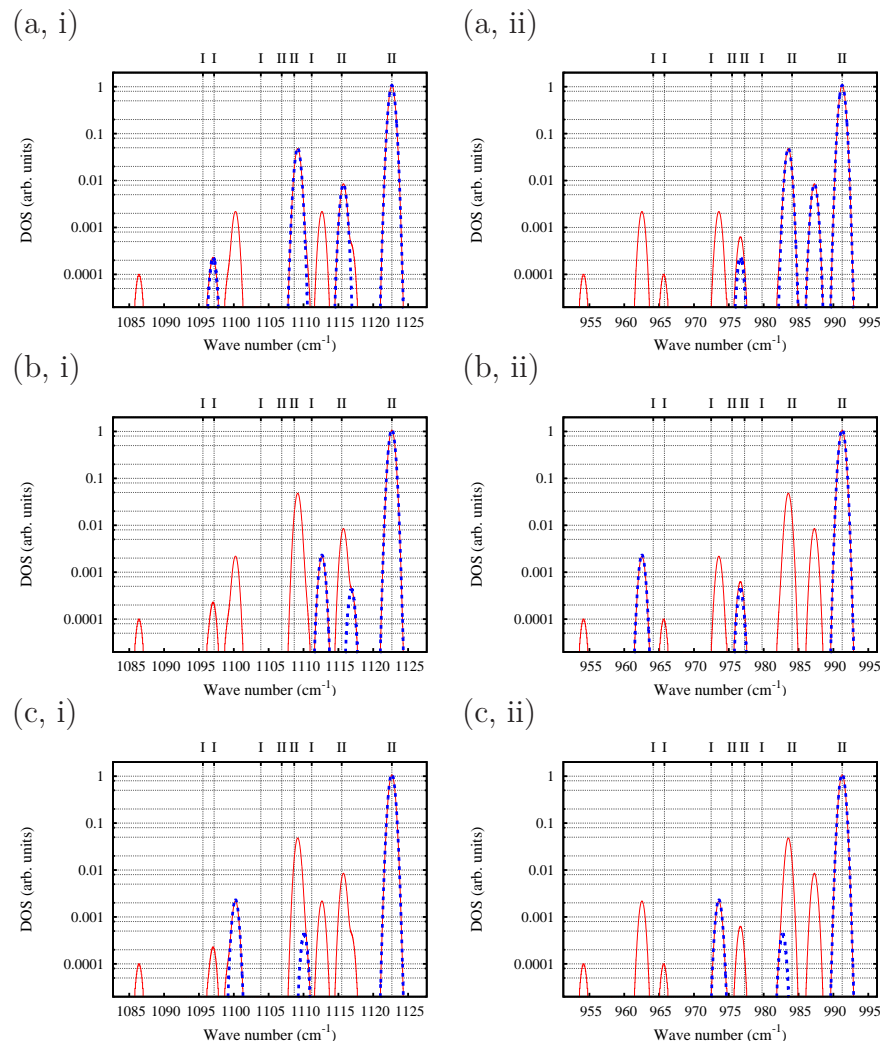 (a, i)
(a, ii)
I I I II II I II II
I I I II II I II II
1
0.1
0.01
0.001
0.0001
DOS (arb. units)
1085 1090 1095 1100 1105 1110 1115 1120 1125
Wave number (cm-1)
1
0.1
0.01
0.001
0.0001
DOS (arb. units)
955 960 965 970 975 980 985 990 995
Wave number (cm-1)
(b, i)
(b, ii)
I I I II II I II II
I I I II II I II II
1
0.1
0.01
0.001
0.0001
DOS (arb. units)
1085 1090 1095 1100 1105 1110 1115 1120 1125
Wave number (cm-1)
1
0.1
0.01
0.001
0.0001
DOS (arb. units)
955 960 965 970 975 980 985 990 995
Wave number (cm-1)
(c, i)
(c, ii)
I I I II II I II II
I I I II II I II II
1
0.1
0.01
0.001
0.0001
DOS (arb. units)
1085 1090 1095 1100 1105 1110 1115 1120 1125
Wave number (cm-1)
1
0.1
0.01
0.001
0.0001
DOS (arb. units)
955 960 965 970 975 980 985 990 995
Wave number (cm-1)